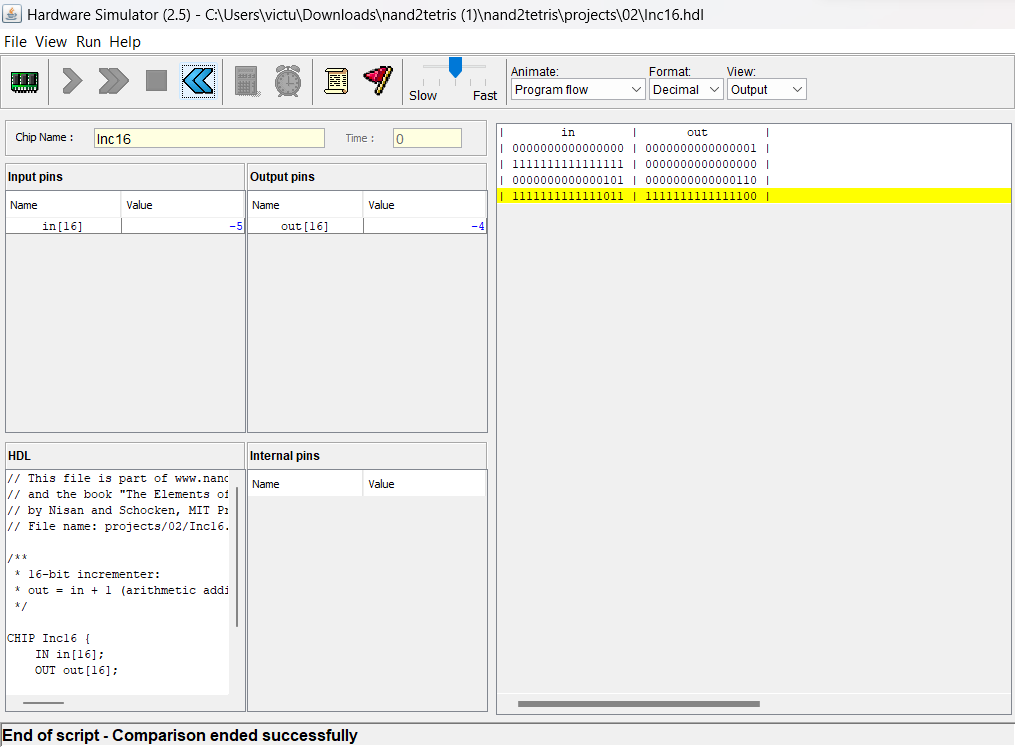 Hardware Simulator (2.5) - C:\Users\victu\Downloads\nand2tetris (1)\nand2tetris\projects\02\Inc16.hdl
File View Run Help
Slow Fast
Animate: Format: View:
Program flow Decimal Output
Chip Name : Inc16 Time : 0
Input pins
Name Value
in[16] -5
Output pins
Name Value
out[16] -4
HDL
// This file is part of www.nand
// and the book "The Elements of
// by Nisan and Schocken, MIT Pr
// File name: projects/02/Inc16.
/**
* 16-bit incrementer:
* out = in + 1 (arithmetic addi
*/
CHIP Inc16 {
IN in[16];
OUT out[16];
Internal pins
Name Value
| in | out |
| 0000000000000000 | 0000000000000001 |
| 1111111111111111 | 0000000000000000 |
| 0000000000000101 | 0000000000000110 |
| 1111111111111011 | 1111111111111100 |
End of script - Comparison ended successfully